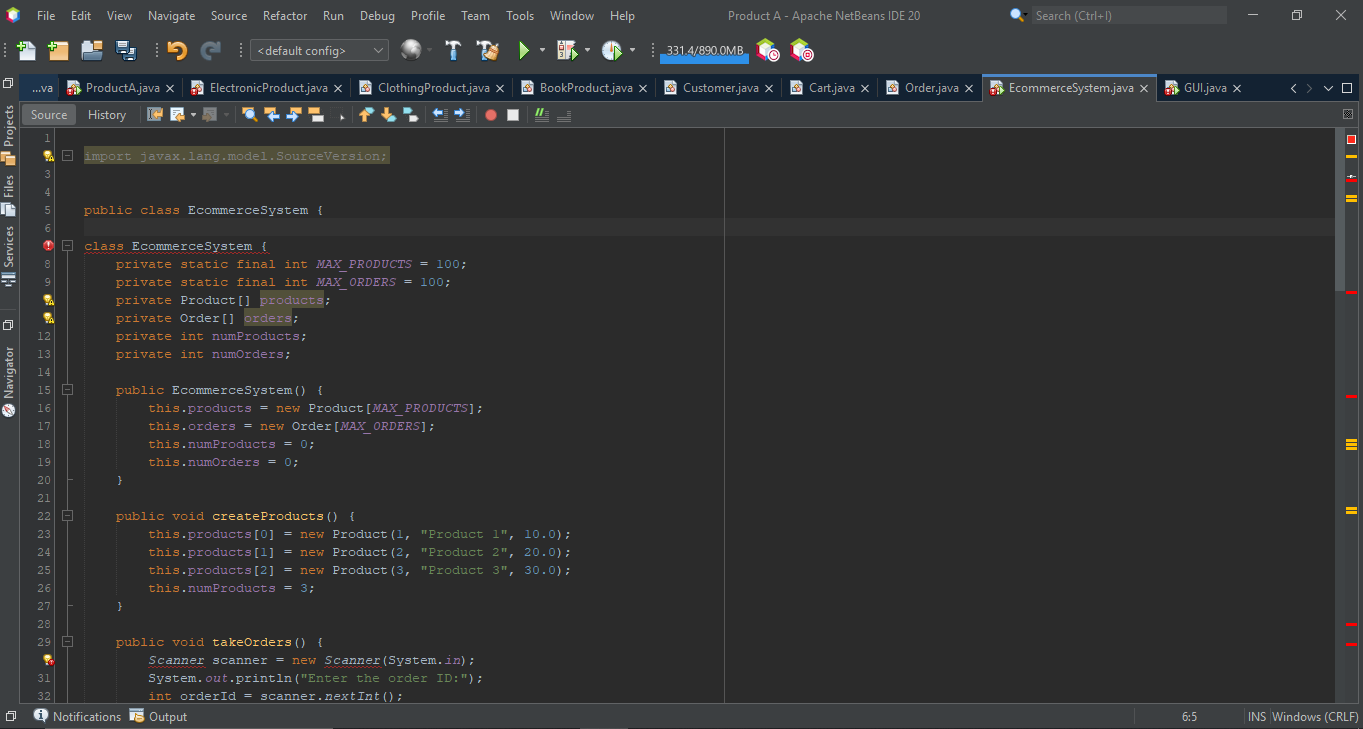 File Edit View Navigate Source Refactor Run Debug Profile Team Tools Window Help Product A - Apache NetBeans IDE 20 Search (Ctrl+I)
<default config> 331.4/890.0MB
...va ProductA.java ElectronicProduct.java ClothingProduct.java BookProduct.java Customer.java Cart.java Order.java EcommerceSystem.java GUI.java
Source History
Projects
Files
Services
Navigator
1
import javax.lang.model.SourceVersion;
3
4
5 public class EcommerceSystem {
6
class EcommerceSystem {
8 private static final int MAX_PRODUCTS = 100;
9 private static final int MAX_ORDERS = 100;
private Product[] products;
private Order[] orders;
12 private int numProducts;
13 private int numOrders;
14
15 public EcommerceSystem() {
16 this.products = new Product[MAX_PRODUCTS];
17 this.orders = new Order[MAX_ORDERS];
18 this.numProducts = 0;
19 this.numOrders = 0;
20 }
21
22 public void createProducts() {
23 this.products[0] = new Product(1, "Product 1", 10.0);
24 this.products[1] = new Product(2, "Product 2", 20.0);
25 this.products[2] = new Product(3, "Product 3", 30.0);
26 this.numProducts = 3;
27 }
28
29 public void takeOrders() {
Scanner scanner = new Scanner(System.in);
31 System.out.println("Enter the order ID:");
32 int orderId = scanner.nextInt();
Notifications Output 6:5 INS Windows (CRLF)